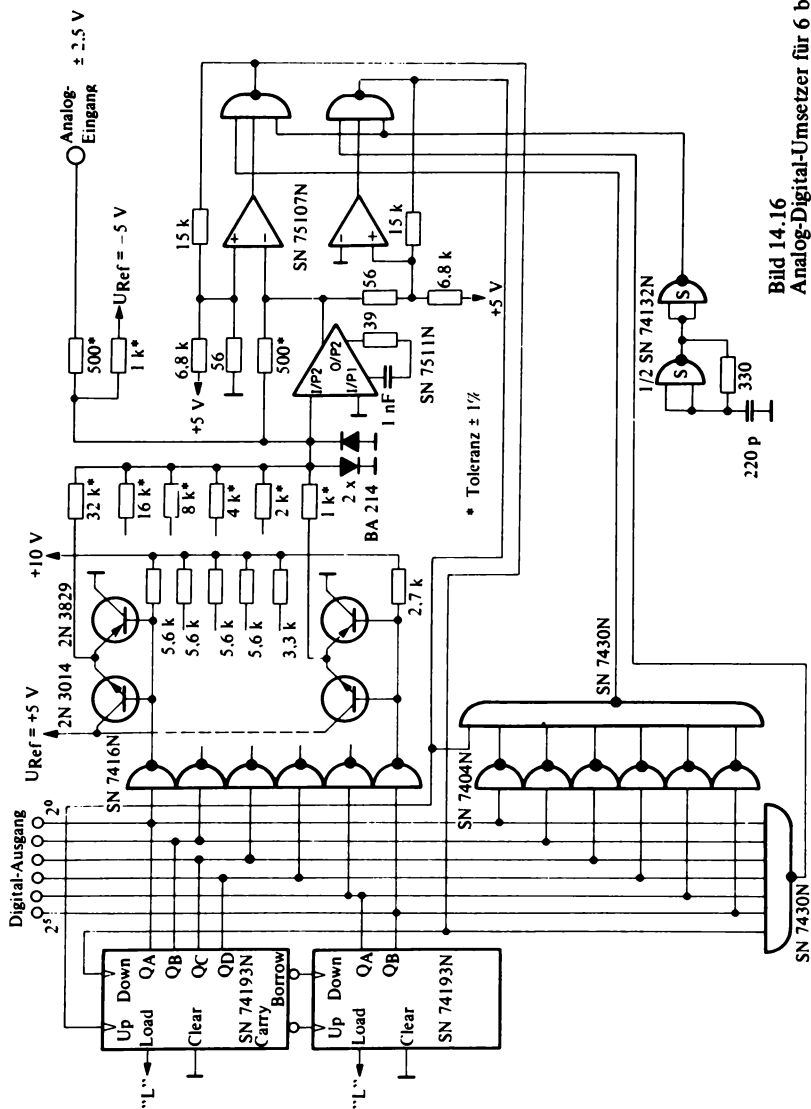 Digital-Ausgang
2⁵
2⁰
Up
Down
Load
QA
QB
Clear
QC
QD
SN 74193N
Carry
Borrow
"L"
Up
Down
Load
QA
Clear
QB
SN 74193N
"L"
SN 7416N
U_Ref = +5 V
2N 3014
2N 3829
+10 V
5.6 k
5.6 k
5.6 k
5.6 k
3.3 k
2.7 k
32 k*
16 k*
8 k*
4 k*
2 k*
1 k*
2 x
BA 214
* Toleranz ± 1%
500*
1 k*
U_Ref = −5 V
Analog-
Eingang
± 2.5 V
+5 V
6.8 k
56
500*
15 k
SN 75107N
+
−
I/P2
O/P2
I/P1
1 nF
39
SN 7511N
56
6.8 k
+5 V
−
+
15 k
SN 7404N
SN 7430N
SN 7430N
1/2 SN 74132N
S
S
330
220 p
Bild 14.16
Analog-Digital-Umsetzer für 6 b